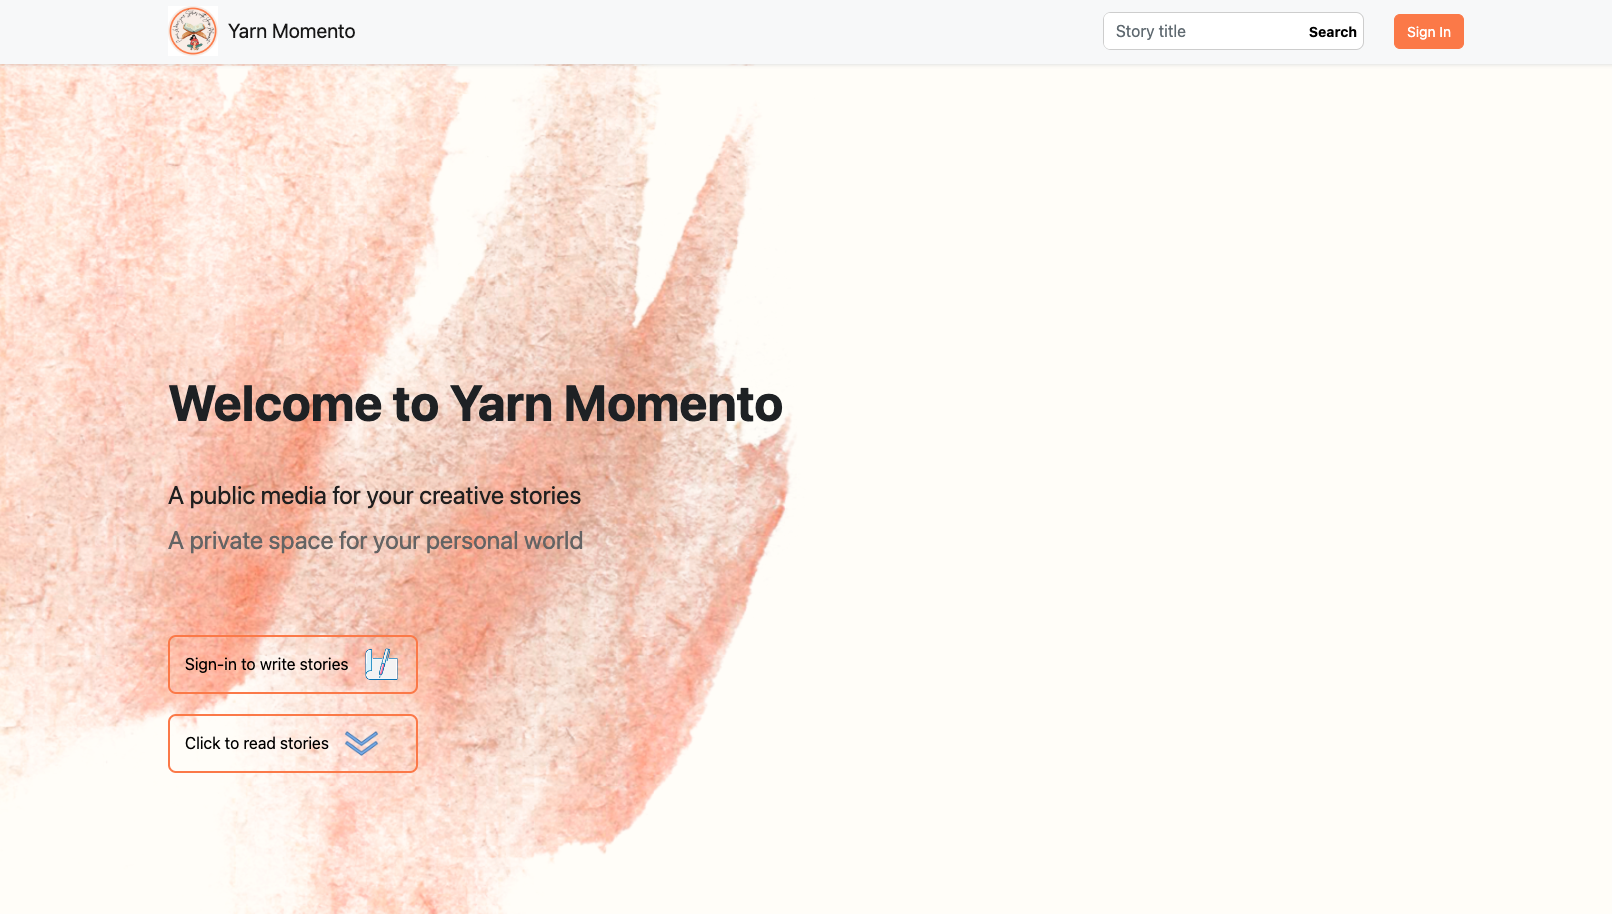 Yarn Momento
Story title
Search
Sign In
Welcome to Yarn Momento
A public media for your creative stories
A private space for your personal world
Sign-in to write stories
Click to read stories